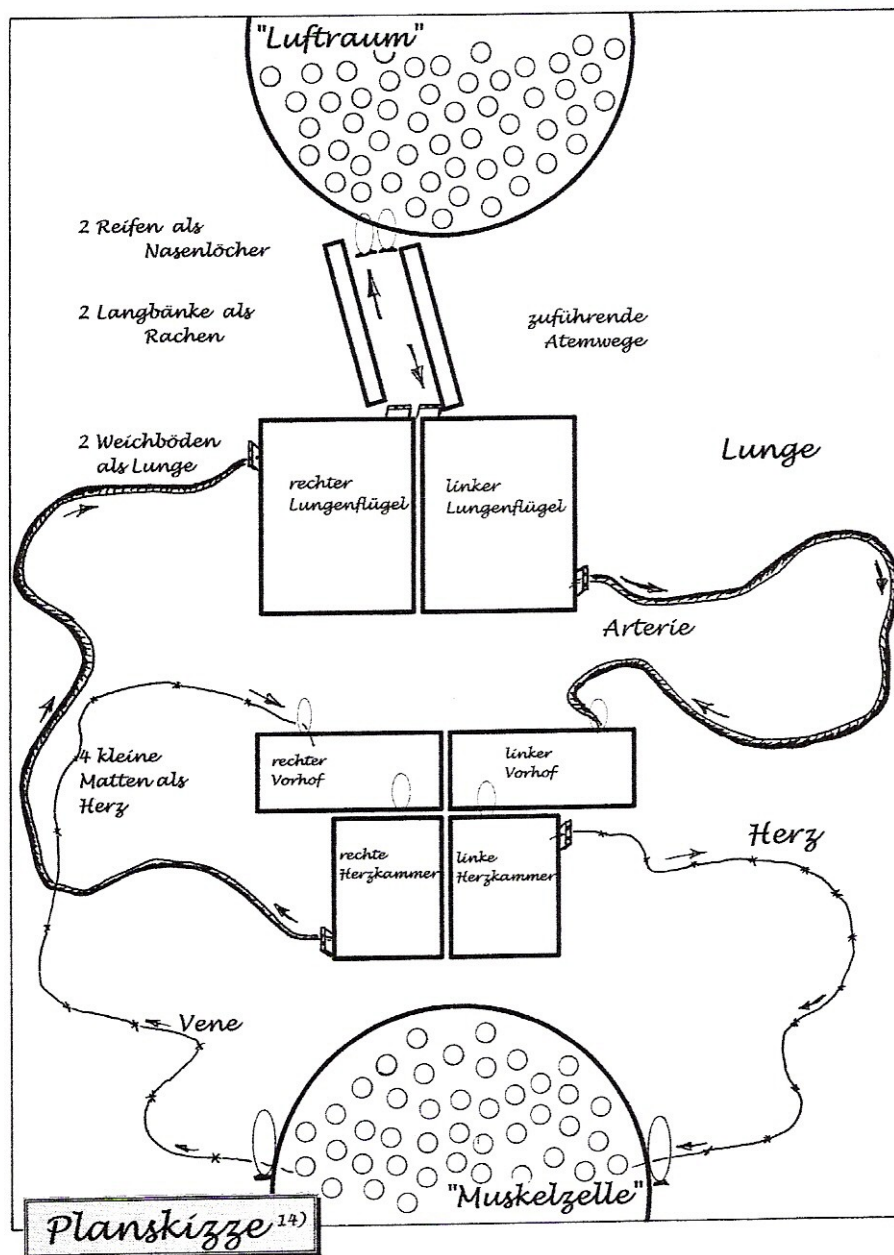 "Luftraum"
2 Reifen als
Nasenlöcher
2 Langbänke als
Rachen
zuführende
Atemwege
2 Weichböden
als Lunge
rechter
Lungenflügel
linker
Lungenflügel
Lunge
Arterie
4 kleine
Matten als
Herz
rechter
Vorhof
linker
Vorhof
rechte
Herzkammer
linke
Herzkammer
Herz
Vene
"Muskelzelle"
Planskizze 14)